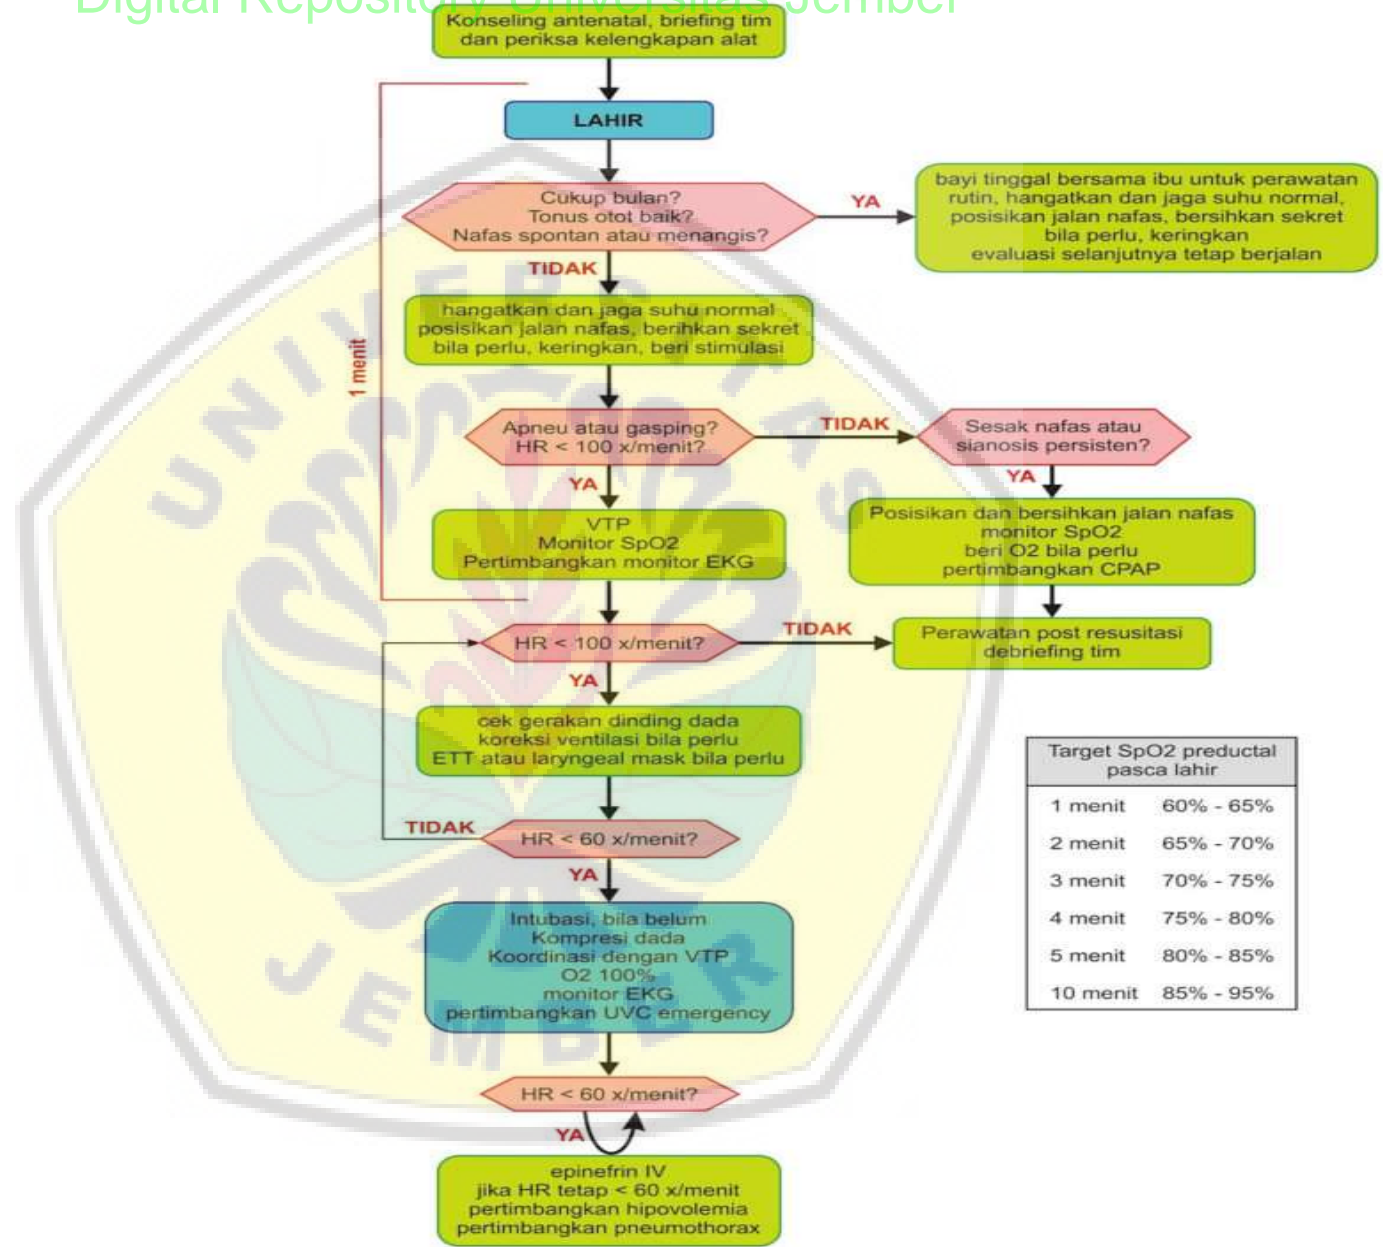 Digital Repository Universitas Jember
Konseling antenatal, briefing tim
dan periksa kelengkapan alat
LAHIR
Cukup bulan?
Tonus otot baik?
Nafas spontan atau menangis?
YA
bayi tinggal bersama ibu untuk perawatan
rutin, hangatkan dan jaga suhu normal,
posisikan jalan nafas, bersihkan sekret
bila perlu, keringkan
evaluasi selanjutnya tetap berjalan
TIDAK
hangatkan dan jaga suhu normal
posisikan jalan nafas, berihkan sekret
bila perlu, keringkan, beri stimulasi
1 menit
Apneu atau gasping?
HR < 100 x/menit?
TIDAK
Sesak nafas atau
sianosis persisten?
YA
YA
VTP
Monitor SpO2
Pertimbangkan monitor EKG
Posisikan dan bersihkan jalan nafas
monitor SpO2
beri O2 bila perlu
pertimbangkan CPAP
HR < 100 x/menit?
TIDAK
Perawatan post resusitasi
debriefing tim
YA
cek gerakan dinding dada
koreksi ventilasi bila perlu
ETT atau laryngeal mask bila perlu
TIDAK
HR < 60 x/menit?
YA
Intubasi, bila belum
Kompresi dada
Koordinasi dengan VTP
O2 100%
monitor EKG
pertimbangkan UVC emergency
HR < 60 x/menit?
YA
epinefrin IV
jika HR tetap < 60 x/menit
pertimbangkan hipovolemia
pertimbangkan pneumothorax
Target SpO2 preductal
pasca lahir
1 menit 60% - 65%
2 menit 65% - 70%
3 menit 70% - 75%
4 menit 75% - 80%
5 menit 80% - 85%
10 menit 85% - 95%
UNIVERSITAS
JEMBER